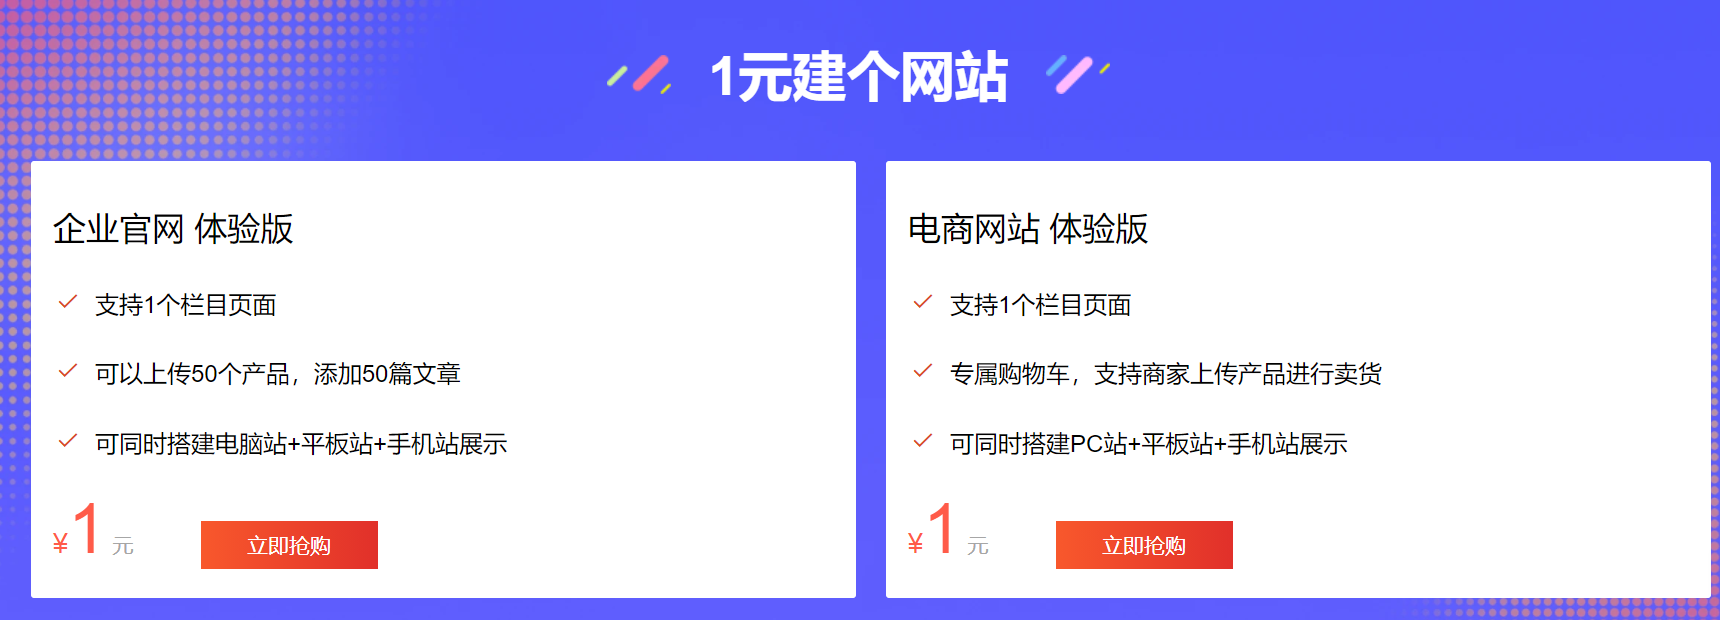 1元建个网站
企业官网 体验版
支持1个栏目页面
可以上传50个产品，添加50篇文章
可同时搭建电脑站+平板站+手机站展示
¥1 元
立即抢购
电商网站 体验版
支持1个栏目页面
专属购物车，支持商家上传产品进行卖货
可同时搭建PC站+平板站+手机站展示
¥1 元
立即抢购